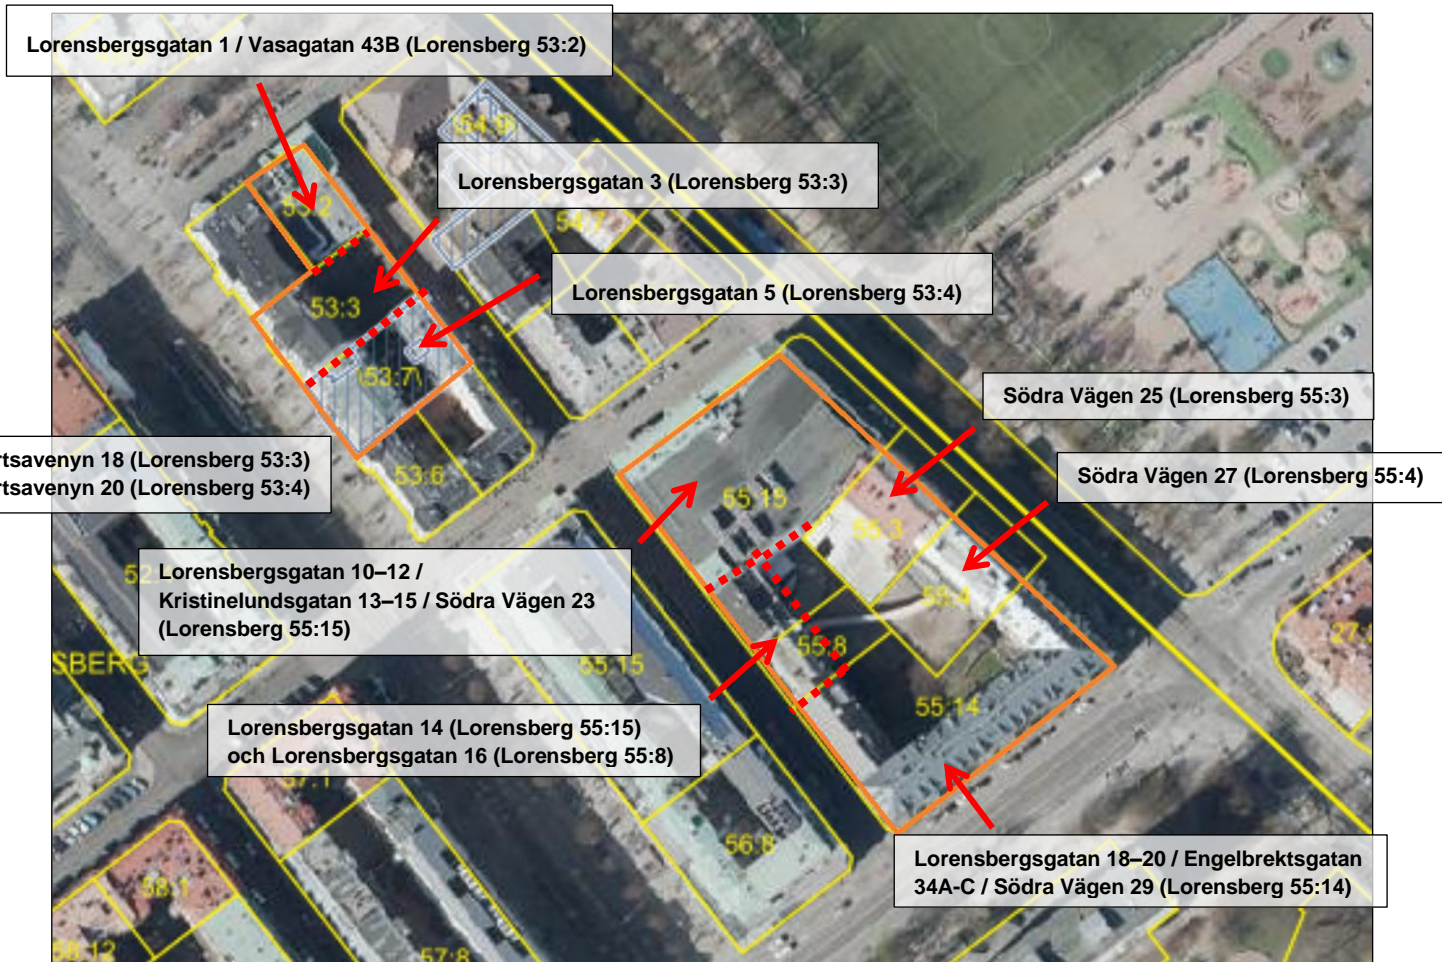 Lorensbergsgatan 1 / Vasagatan 43B (Lorensberg 53:2)
54:9
Lorensbergsgatan 3 (Lorensberg 53:3)
53:2
54:7
53:3
Lorensbergsgatan 5 (Lorensberg 53:4)
\53:7\
Södra Vägen 25 (Lorensberg 55:3)
rtsavenyn 18 (Lorensberg 53:3)
rtsavenyn 20 (Lorensberg 53:4)
53:6
Södra Vägen 27 (Lorensberg 55:4)
55:15
55:3
Lorensbergsgatan 10–12 /
Kristinelundsgatan 13–15 / Södra Vägen 23
(Lorensberg 55:15)
55:4
SBERG
55:15
55:8
55:14
Lorensbergsgatan 14 (Lorensberg 55:15)
och Lorensbergsgatan 16 (Lorensberg 55:8)
57:1
56:8
Lorensbergsgatan 18–20 / Engelbrektsgatan
34A-C / Södra Vägen 29 (Lorensberg 55:14)
58:1
58:12
57:8